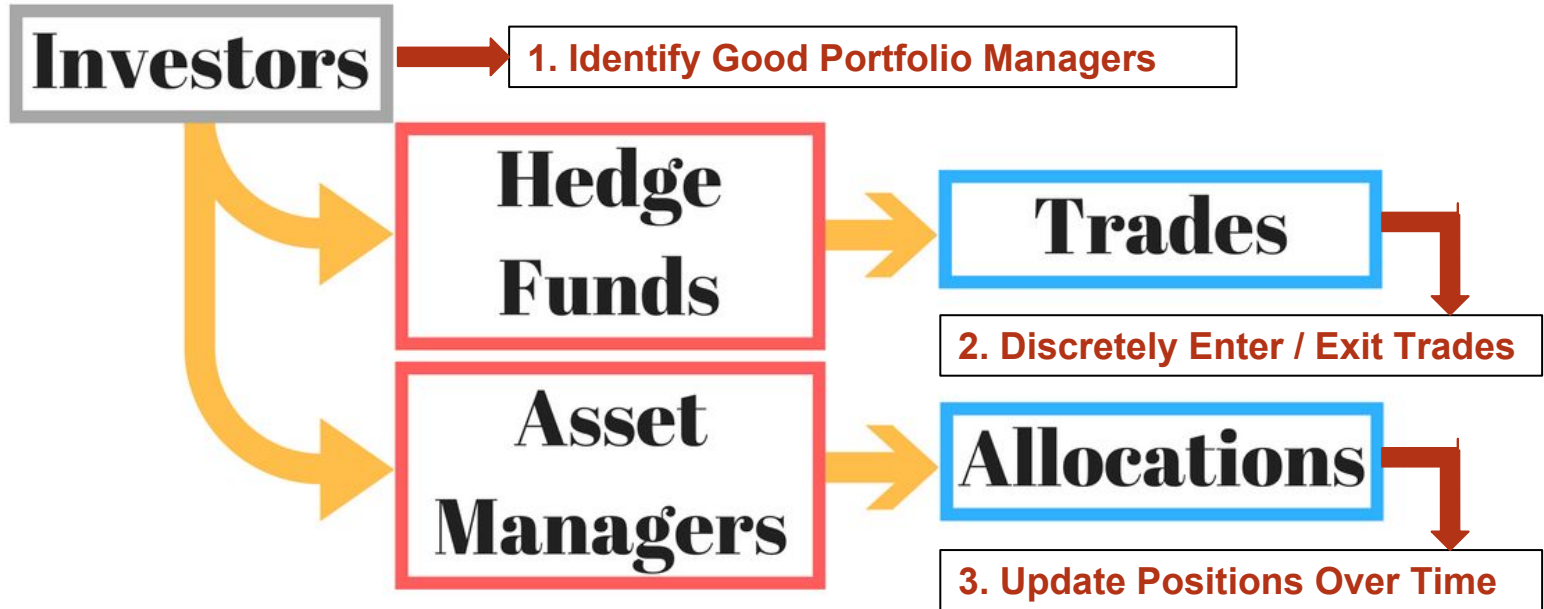 Investors
1. Identify Good Portfolio Managers
Hedge
Funds
Trades
2. Discretely Enter / Exit Trades
Asset
Managers
Allocations
3. Update Positions Over Time